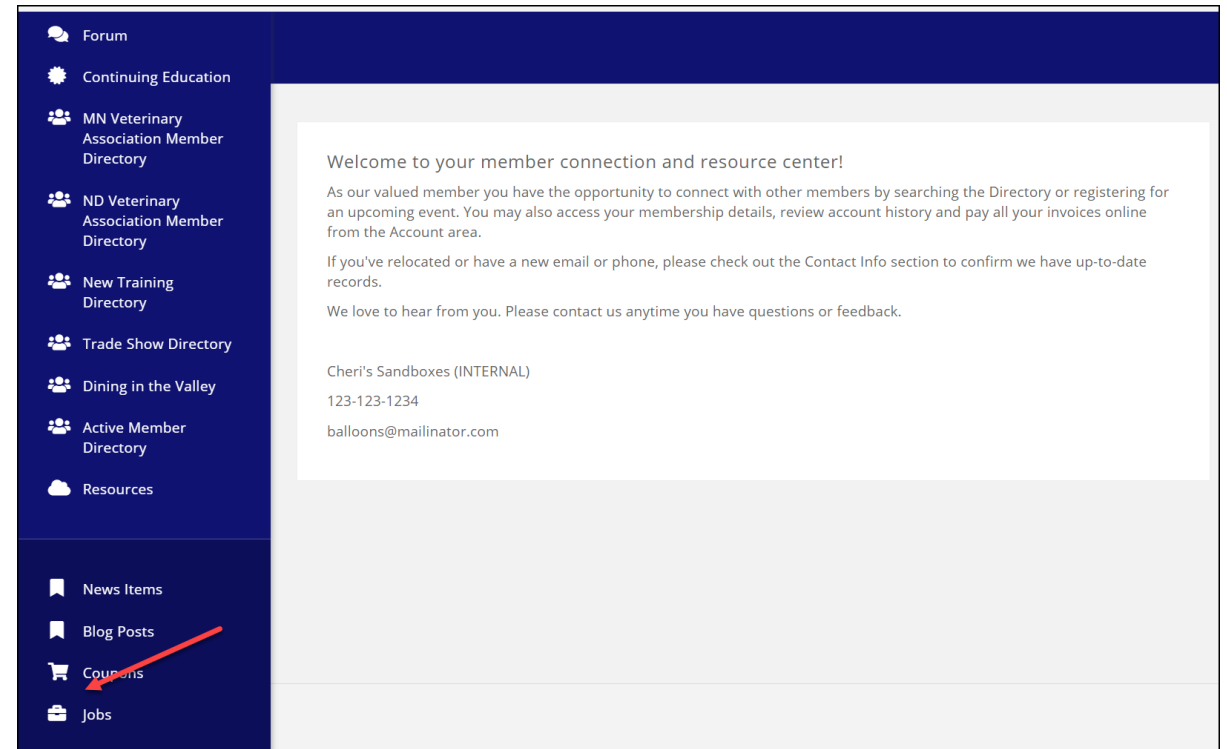 Forum
Continuing Education
MN Veterinary
Association Member
Directory
ND Veterinary
Association Member
Directory
New Training
Directory
Trade Show Directory
Dining in the Valley
Active Member
Directory
Resources
News Items
Blog Posts
Coupons
Jobs
Welcome to your member connection and resource center!
As our valued member you have the opportunity to connect with other members by searching the Directory or registering for
an upcoming event. You may also access your membership details, review account history and pay all your invoices online
from the Account area.
If you've relocated or have a new email or phone, please check out the Contact Info section to confirm we have up-to-date
records.
We love to hear from you. Please contact us anytime you have questions or feedback.
Cheri's Sandboxes (INTERNAL)
123-123-1234
balloons@mailinator.com